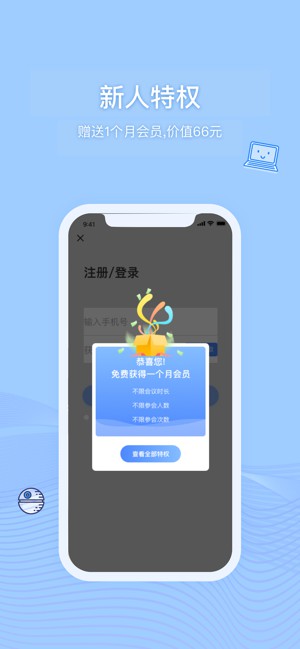 新人特权
赠送1个月会员,价值66元
9:41
注册/登录
输入手机号
获
恭喜您!
免费获得一个月会员
不限会议时长
不限参会人数
不限参会次数
查看全部特权